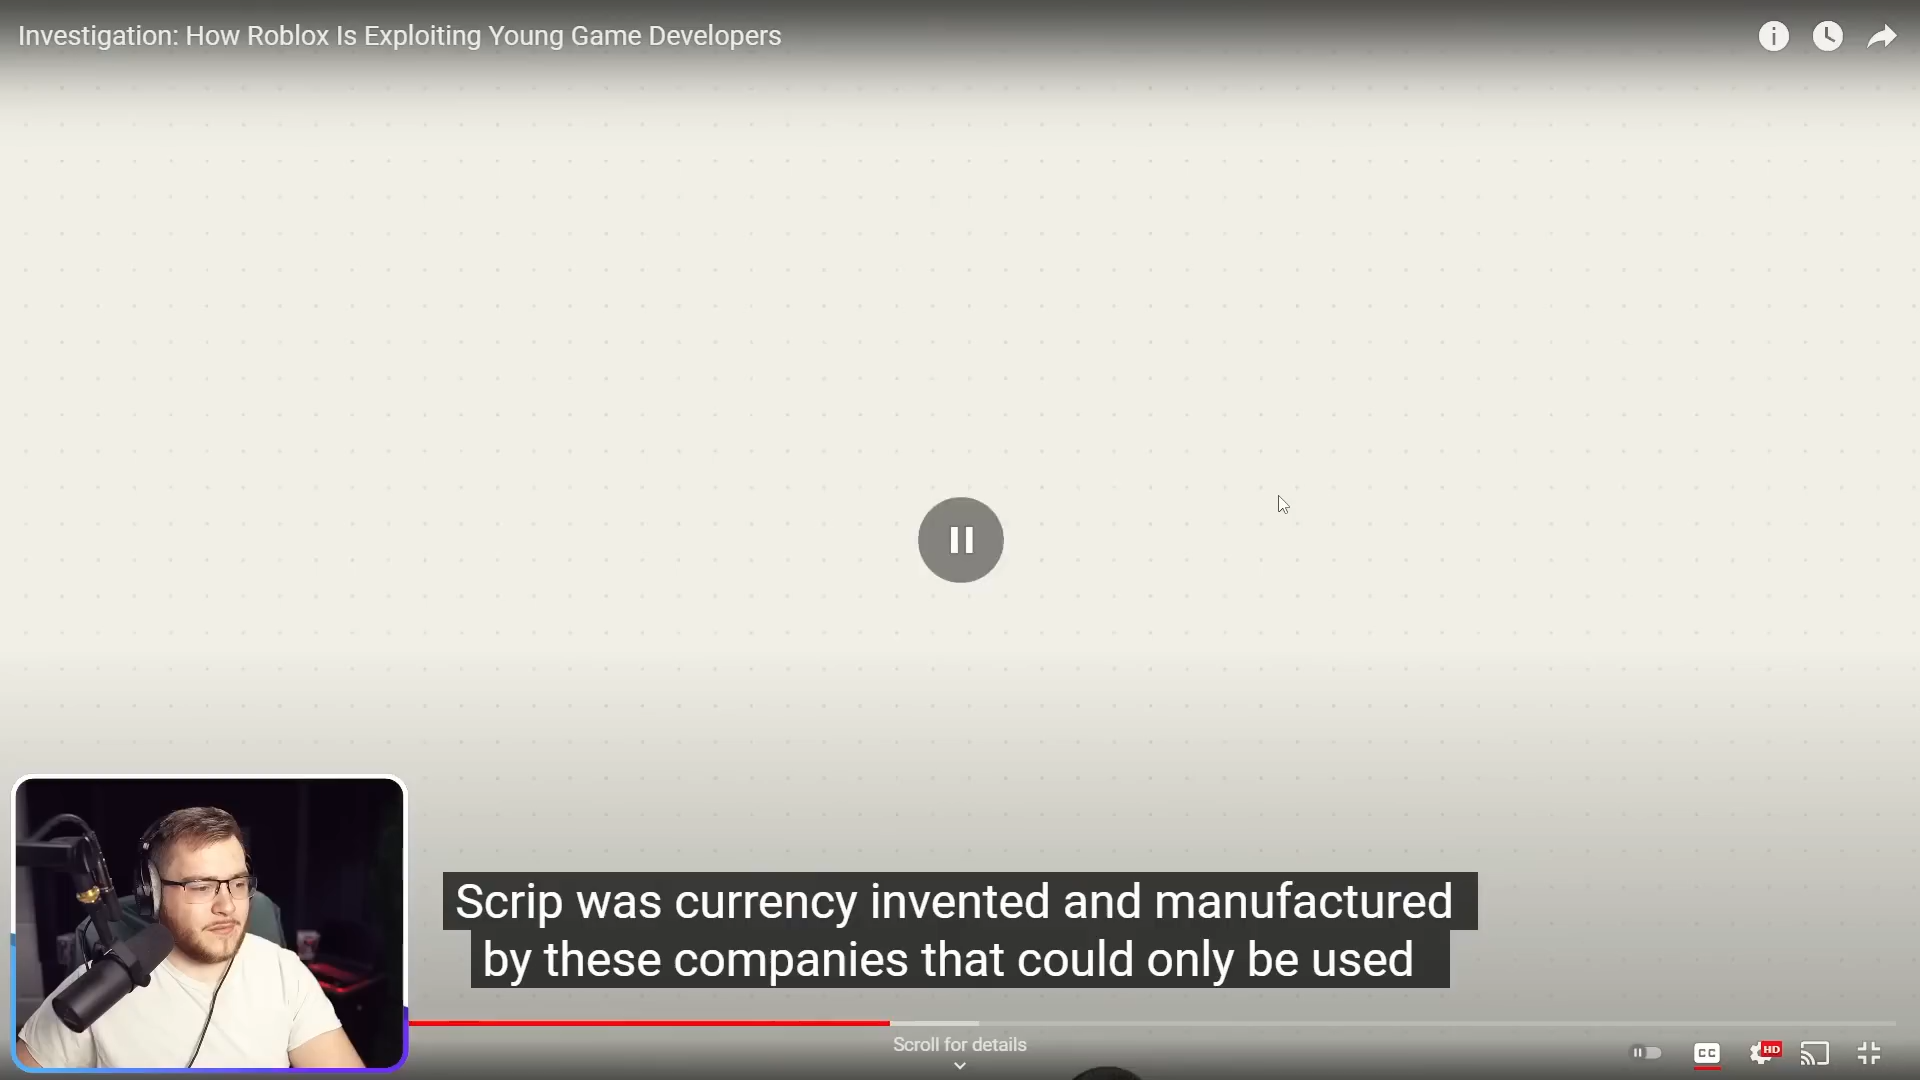 Investigation: How Roblox Is Exploiting Young Game Developers
Scrip was currency invented and manufactured
by these companies that could only be used
Scroll for details
CC
HD